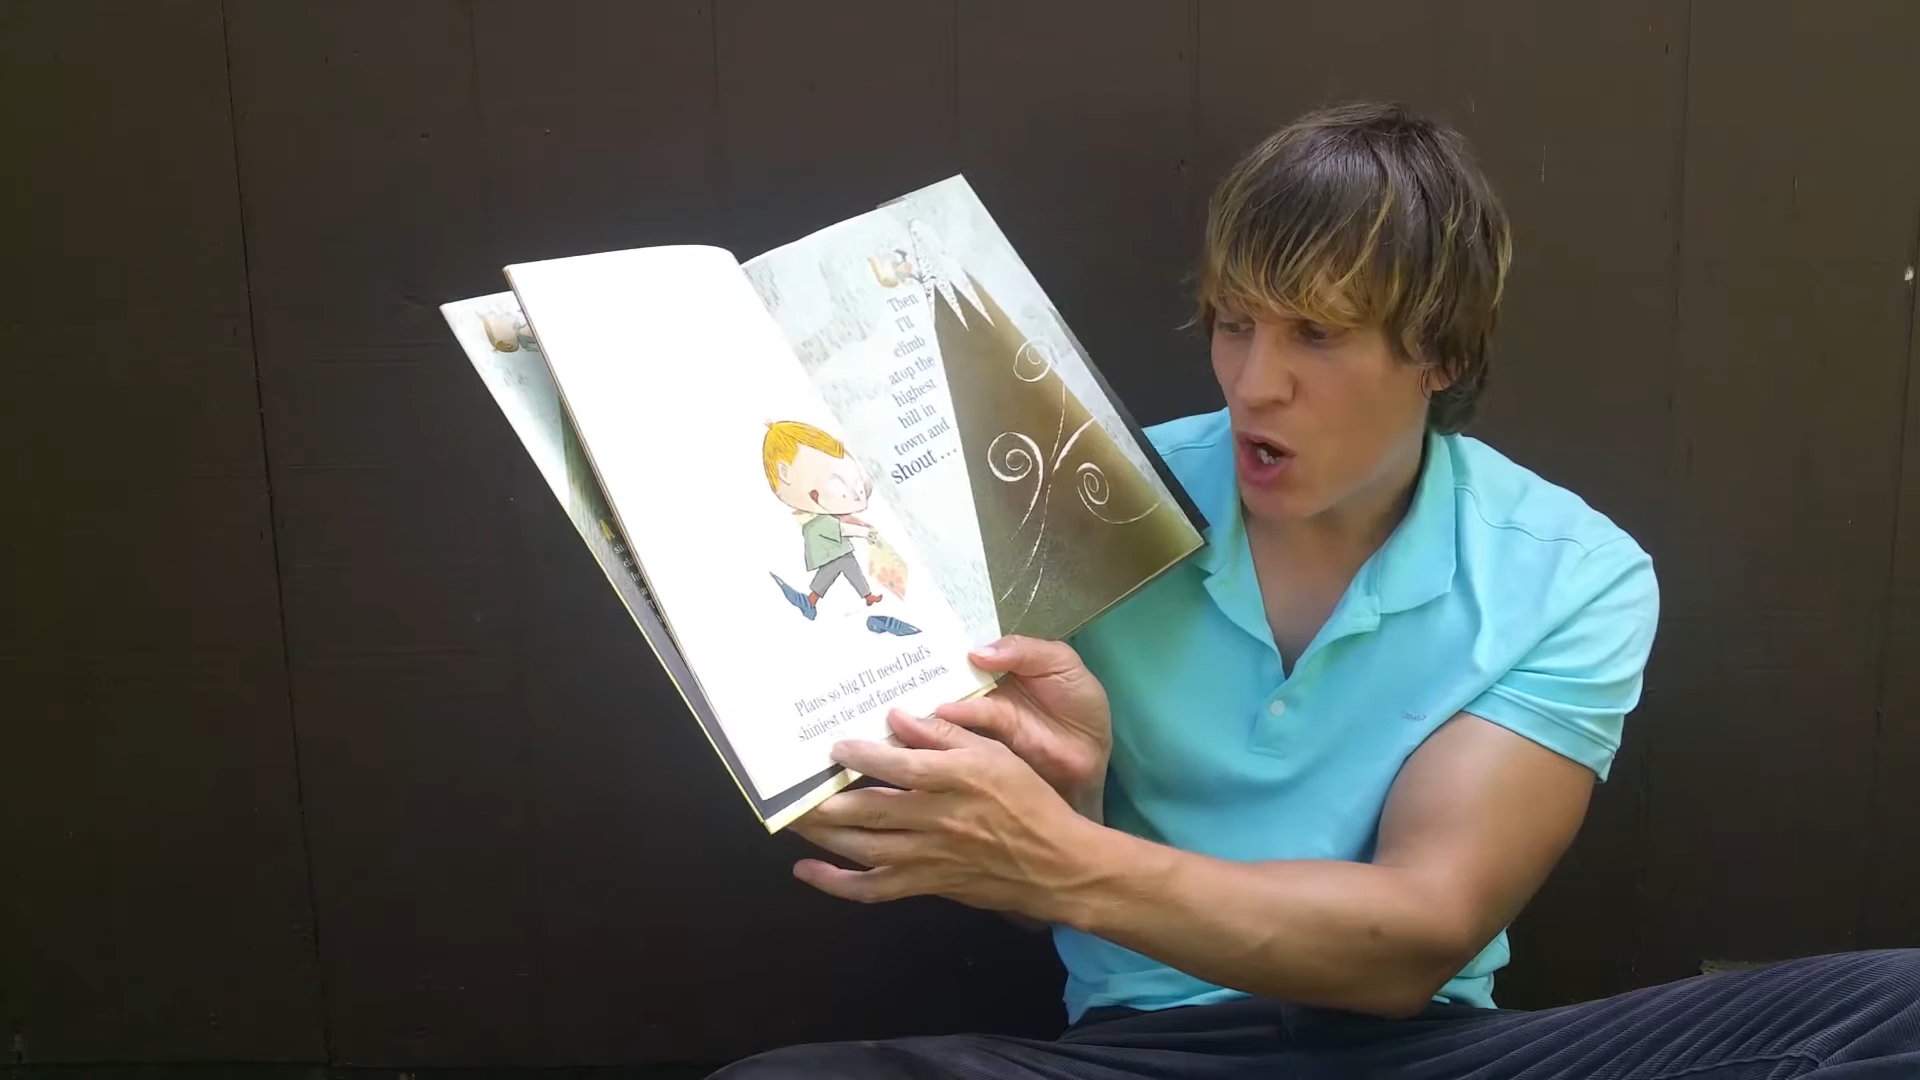 Plans so big I'll need Dad's
shiniest tie and fanciest shoes.
Then
I'll
climb
atop the
highest
hill in
town and
shout...